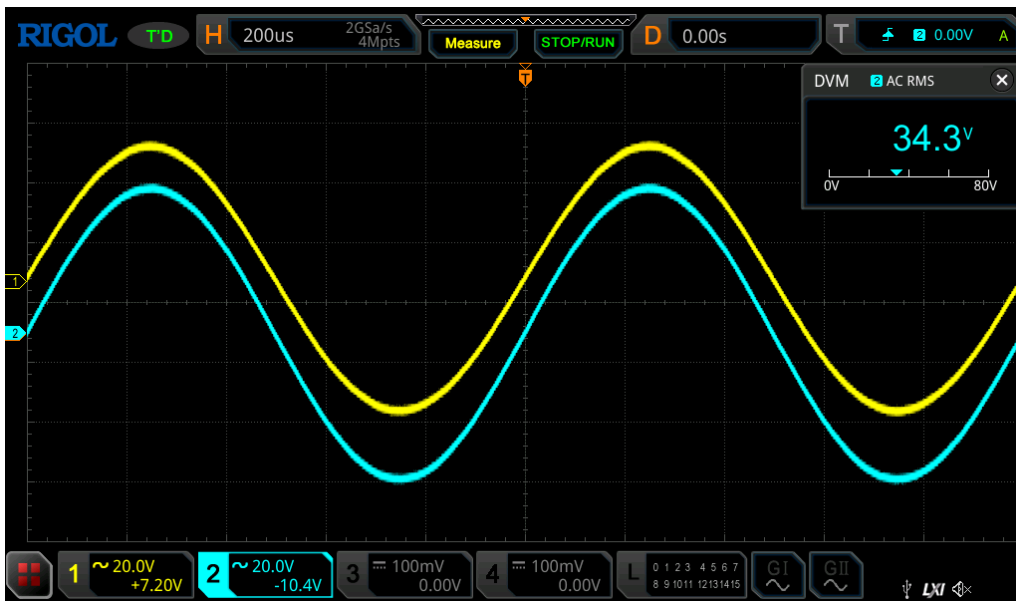 RIGOL T'D H 200us 2GSa/s 4Mpts Measure STOP/RUN D 0.00s T 2 0.00V A
T
DVM 2 AC RMS
34.3V
0V 80V
1
2
1 20.0V +7.20V
2 20.0V -10.4V
3 100mV 0.00V
4 100mV 0.00V
L 0 1 2 3 4 5 6 7
8 9 10 11 12 13 14 15
GI
GII
LXI